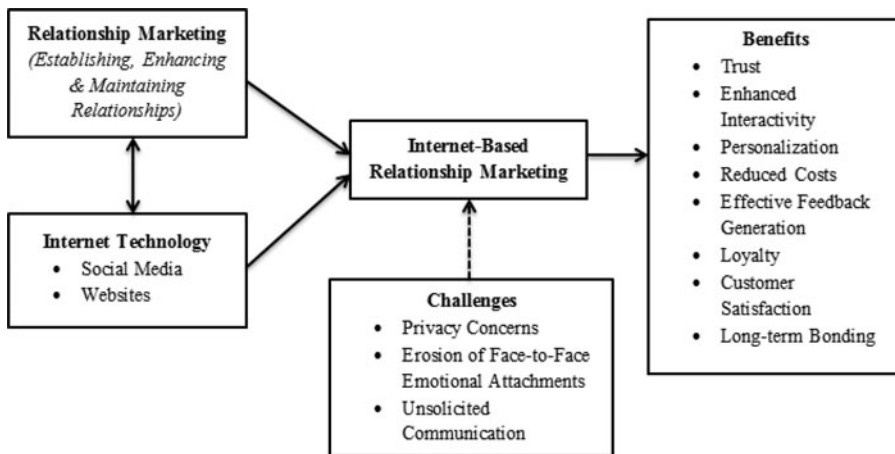 Relationship Marketing
(Establishing, Enhancing
& Maintaining
Relationships)
Internet Technology
• Social Media
• Websites
Internet-Based
Relationship Marketing
Challenges
• Privacy Concerns
• Erosion of Face-to-Face
Emotional Attachments
• Unsolicited
Communication
Benefits
• Trust
• Enhanced
Interactivity
• Personalization
• Reduced Costs
• Effective Feedback
Generation
• Loyalty
• Customer
Satisfaction
• Long-term Bonding